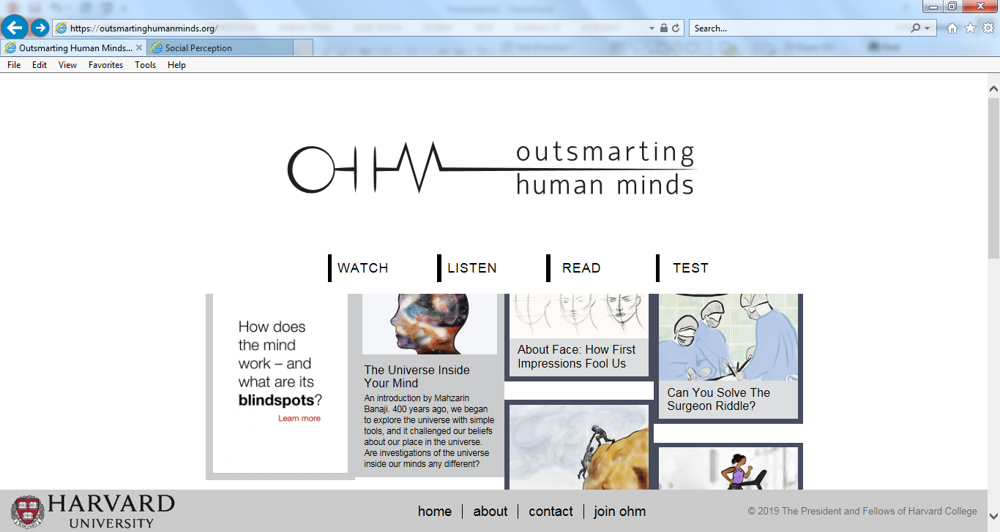 https://outsmartinghumanminds.org/
Search...
Outsmarting Human Minds...
Social Perception
File Edit View Favorites Tools Help
outsmarting
human minds
WATCH LISTEN READ TEST
How does
the mind
work – and
what are its
blindspots?
Learn more
The Universe Inside
Your Mind
An introduction by Mahzarin
Banaji. 400 years ago, we began
to explore the universe with simple
tools, and it challenged our beliefs
about our place in the universe.
Are investigations of the universe
inside our minds any different?
About Face: How First
Impressions Fool Us
Can You Solve The
Surgeon Riddle?
HARVARD
UNIVERSITY
home about contact join ohm
© 2019 The President and Fellows of Harvard College